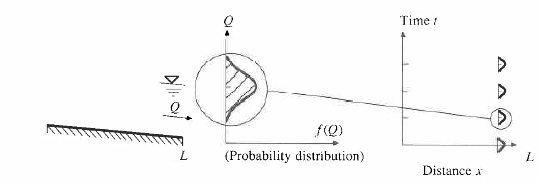 Q
Time t
Q
f(Q)
L
(Probability distribution)
L
Distance x